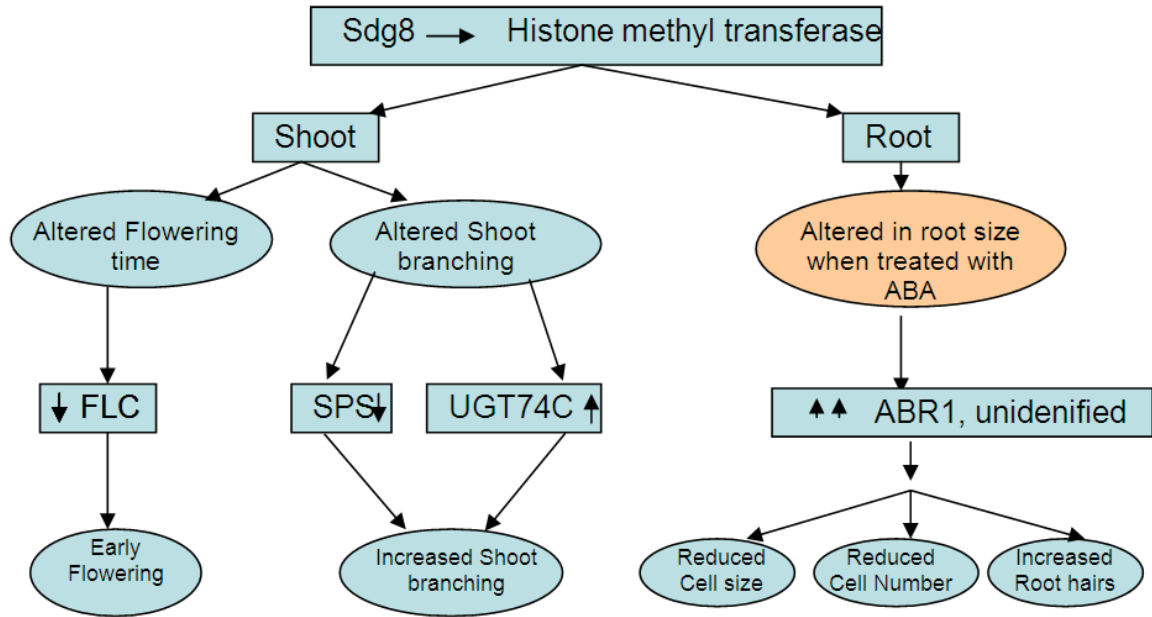 Sdg8 → Histone methyl transferase
Shoot
Root
Altered Flowering
time
Altered Shoot
branching
Altered in root size
when treated with
ABA
↓ FLC
SPS↓
UGT74C ↑
↑↑ ABR1, unidenified
Early
Flowering
Increased Shoot
branching
Reduced
Cell size
Reduced
Cell Number
Increased
Root hairs